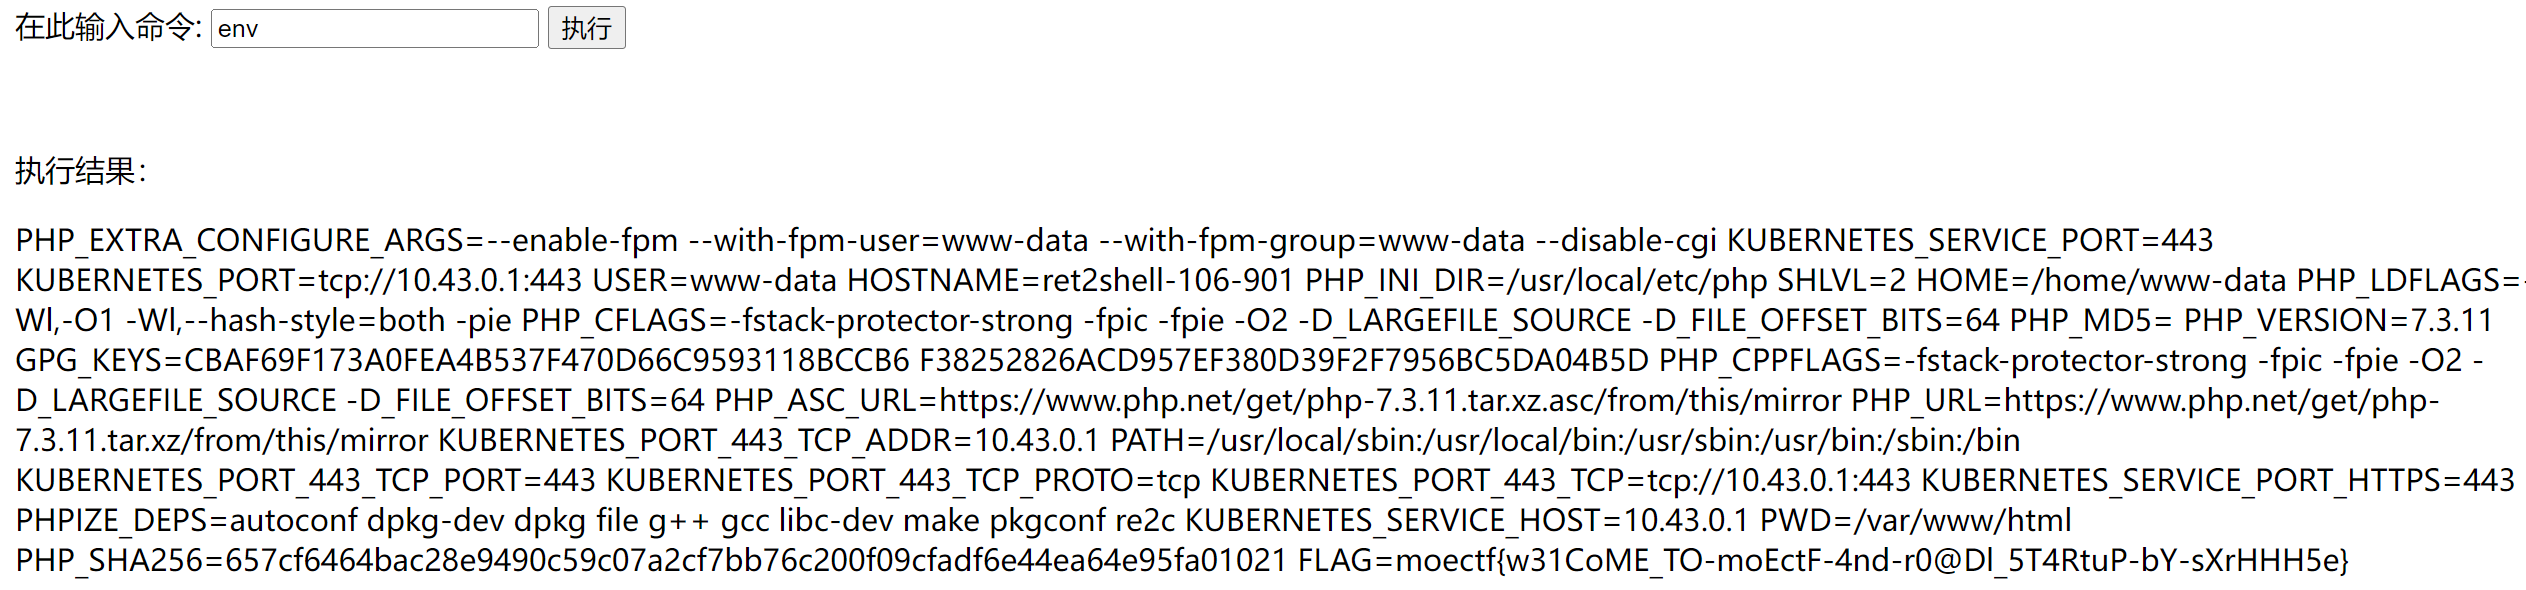 在此输入命令: env 执行
执行结果：
PHP_EXTRA_CONFIGURE_ARGS=--enable-fpm --with-fpm-user=www-data --with-fpm-group=www-data --disable-cgi KUBERNETES_SERVICE_PORT=443
KUBERNETES_PORT=tcp://10.43.0.1:443 USER=www-data HOSTNAME=ret2shell-106-901 PHP_INI_DIR=/usr/local/etc/php SHLVL=2 HOME=/home/www-data PHP_LDFLAGS=-
Wl,-O1 -Wl,--hash-style=both -pie PHP_CFLAGS=-fstack-protector-strong -fpic -fpie -O2 -D_LARGEFILE_SOURCE -D_FILE_OFFSET_BITS=64 PHP_MD5= PHP_VERSION=7.3.11
GPG_KEYS=CBAF69F173A0FEA4B537F470D66C9593118BCCB6 F38252826ACD957EF380D39F2F7956BC5DA04B5D PHP_CPPFLAGS=-fstack-protector-strong -fpic -fpie -O2 -
D_LARGEFILE_SOURCE -D_FILE_OFFSET_BITS=64 PHP_ASC_URL=https://www.php.net/get/php-7.3.11.tar.xz.asc/from/this/mirror PHP_URL=https://www.php.net/get/php-
7.3.11.tar.xz/from/this/mirror KUBERNETES_PORT_443_TCP_ADDR=10.43.0.1 PATH=/usr/local/sbin:/usr/local/bin:/usr/sbin:/usr/bin:/sbin:/bin
KUBERNETES_PORT_443_TCP_PORT=443 KUBERNETES_PORT_443_TCP_PROTO=tcp KUBERNETES_PORT_443_TCP=tcp://10.43.0.1:443 KUBERNETES_SERVICE_PORT_HTTPS=443
PHPIZE_DEPS=autoconf dpkg-dev dpkg file g++ gcc libc-dev make pkgconf re2c KUBERNETES_SERVICE_HOST=10.43.0.1 PWD=/var/www/html
PHP_SHA256=657cf6464bac28e9490c59c07a2cf7bb76c200f09cfadf6e44ea64e95fa01021 FLAG=moectf{w31CoME_TO-moEctF-4nd-r0@Dl_5T4RtuP-bY-sXrHHH5e}